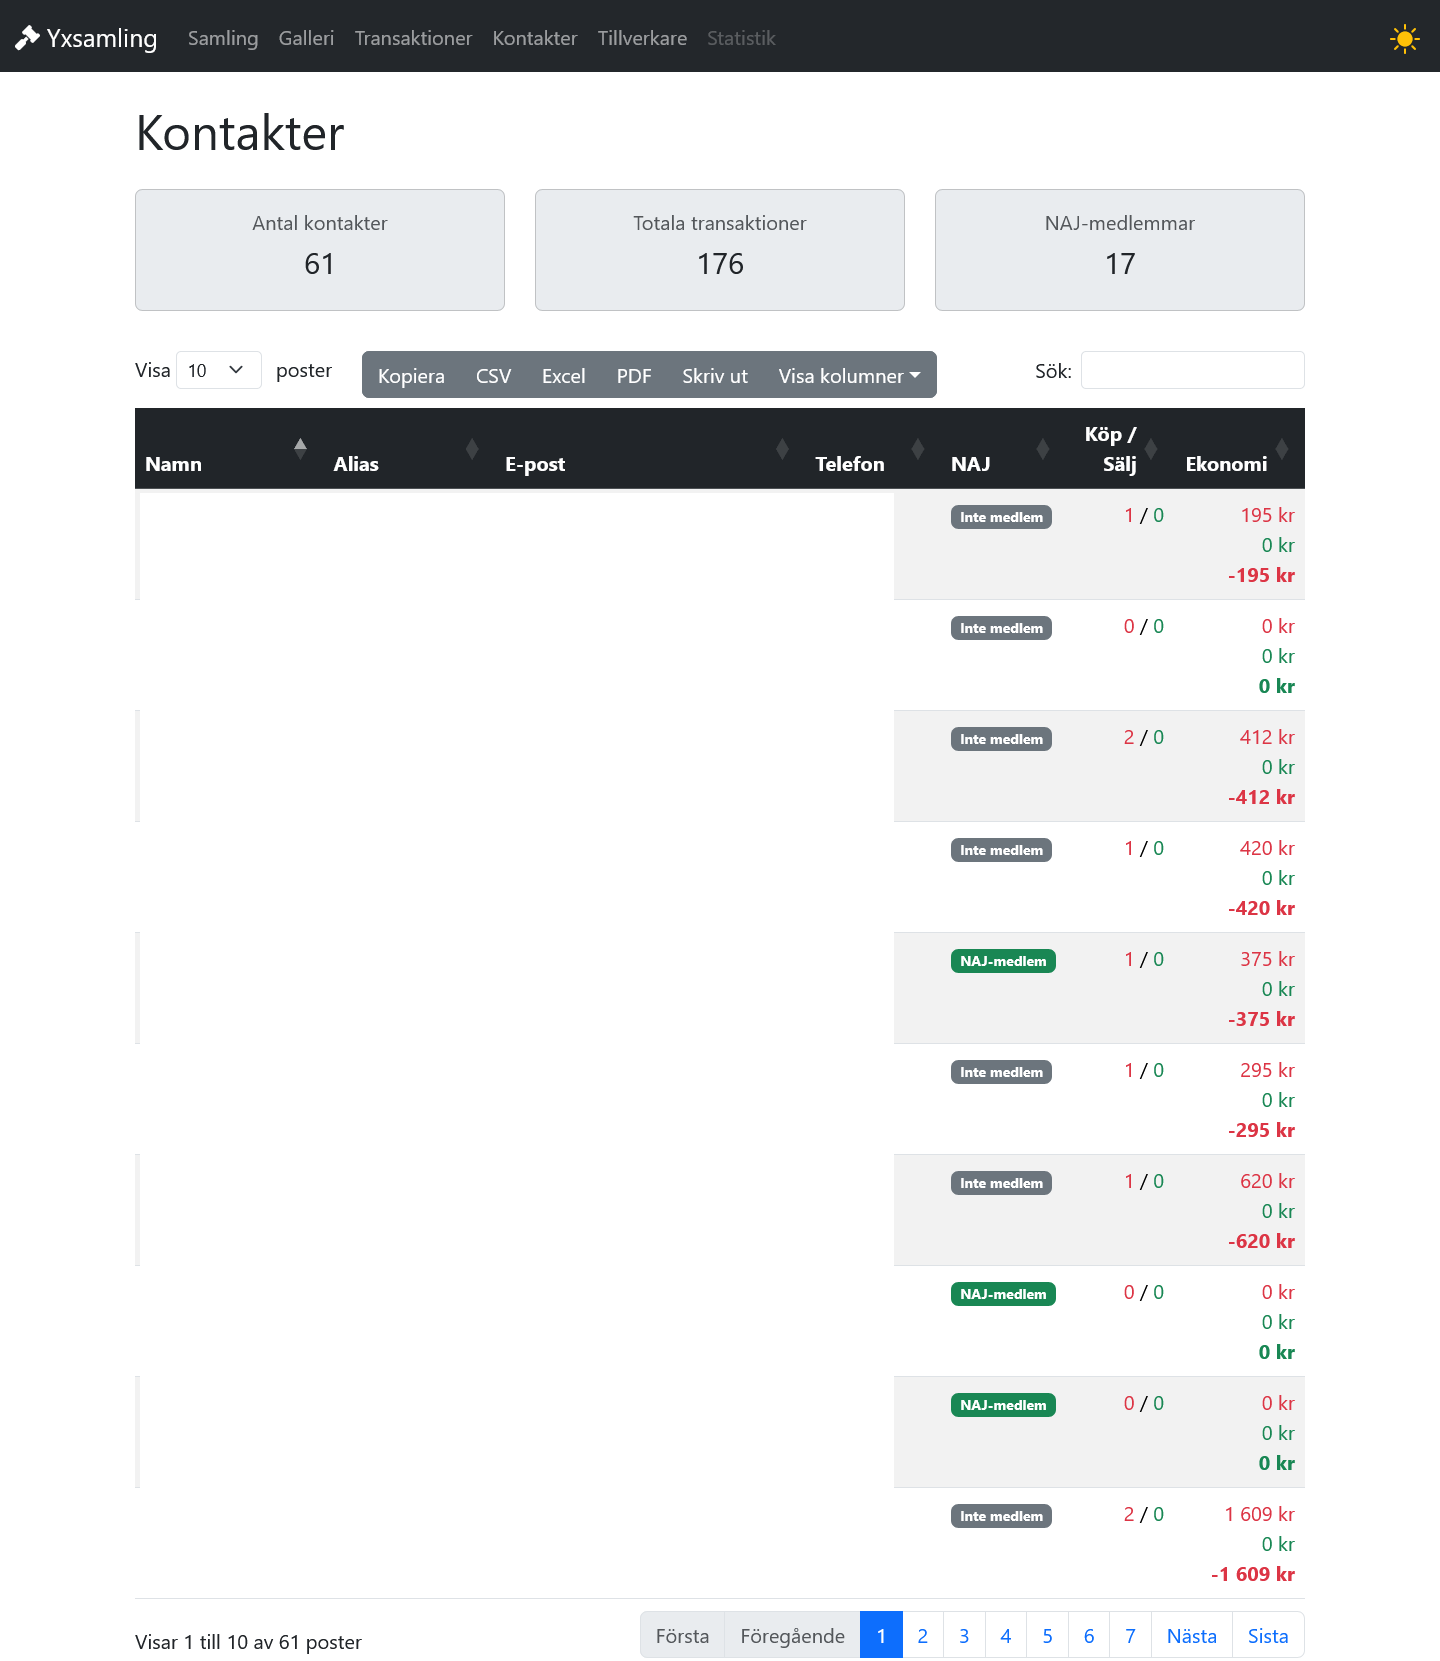 Yxsamling Samling Galleri Transaktioner Kontakter Tillverkare Statistik
Kontakter
Antal kontakter
61
Totala transaktioner
176
NAJ-medlemmar
17
Visa 10 poster
Kopiera CSV Excel PDF Skriv ut Visa kolumner
Sök:
Namn Alias E-post Telefon NAJ Köp / Sälj Ekonomi
Inte medlem 1 / 0 195 kr
0 kr
-195 kr
Inte medlem 0 / 0 0 kr
0 kr
0 kr
Inte medlem 2 / 0 412 kr
0 kr
-412 kr
Inte medlem 1 / 0 420 kr
0 kr
-420 kr
NAJ-medlem 1 / 0 375 kr
0 kr
-375 kr
Inte medlem 1 / 0 295 kr
0 kr
-295 kr
Inte medlem 1 / 0 620 kr
0 kr
-620 kr
NAJ-medlem 0 / 0 0 kr
0 kr
0 kr
NAJ-medlem 0 / 0 0 kr
0 kr
0 kr
Inte medlem 2 / 0 1 609 kr
0 kr
-1 609 kr
Visar 1 till 10 av 61 poster
Första Föregående 1 2 3 4 5 6 7 Nästa Sista